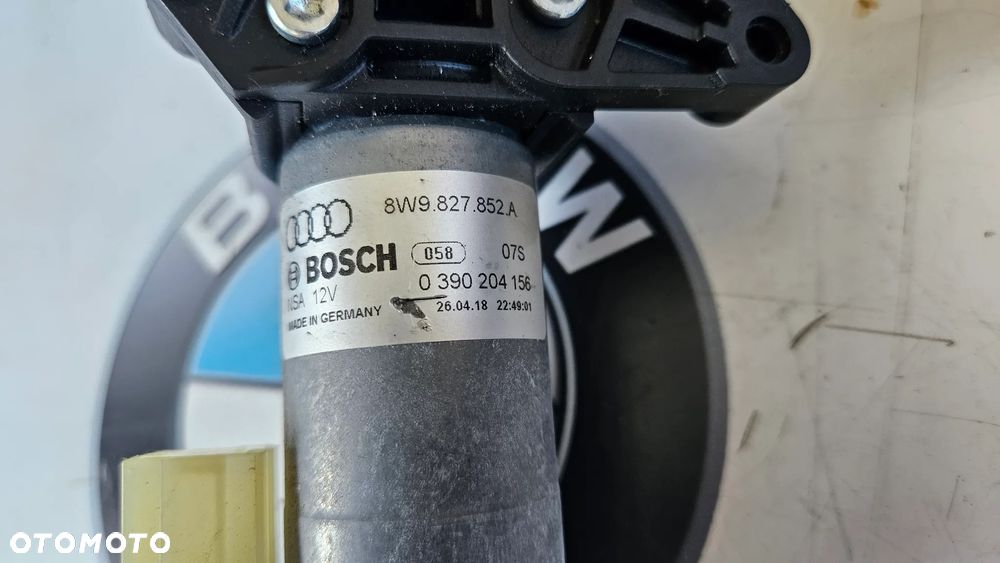 8W9.827.852.A
BOSCH 058 07S
NSA 12V 0 390 204 156
MADE IN GERMANY 26.04.18 22:49:01
B W
OTOMOTO